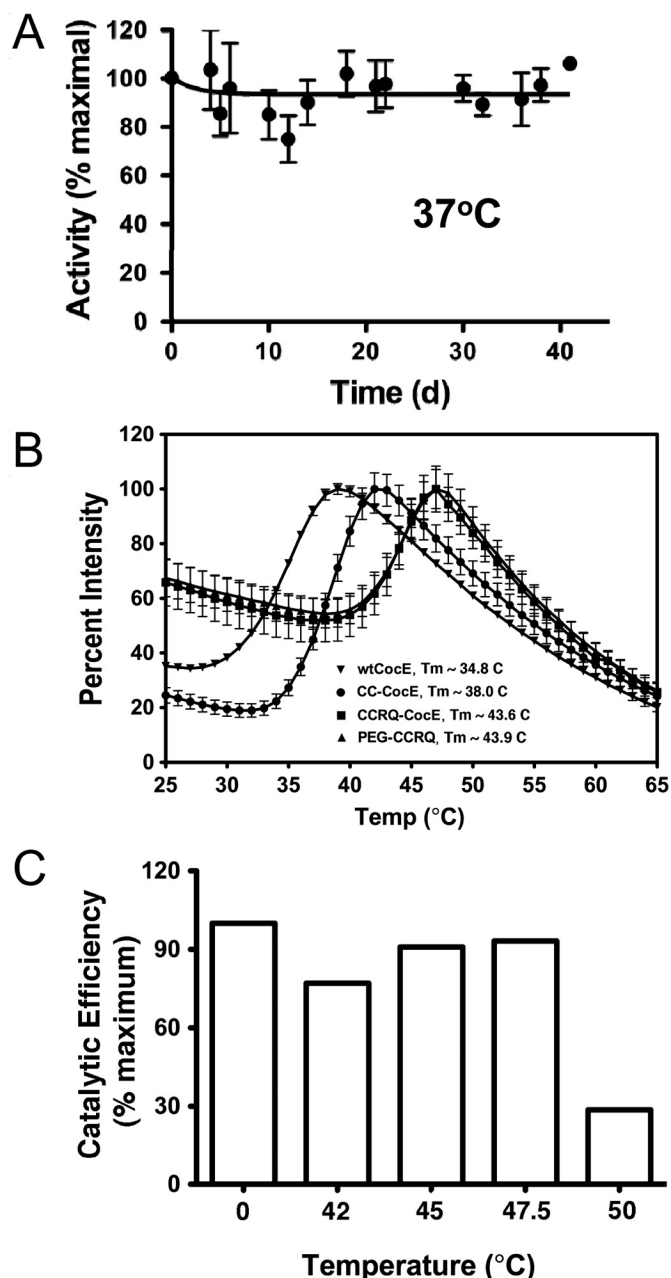 A
Activity (% maximal)
120
100
80
60
40
20
0
37°C
0 10 20 30 40
Time (d)
B
Percent Intensity
120
100
80
60
40
20
0
wtCocE, Tm ~ 34.8 C
CC-CocE, Tm ~ 38.0 C
CCRQ-CocE, Tm ~ 43.6 C
PEG-CCRQ, Tm ~ 43.9 C
25 30 35 40 45 50 55 60 65
Temp (°C)
C
Catalytic Efficiency
(% maximum)
120
90
60
30
0
0 42 45 47.5 50
Temperature (°C)